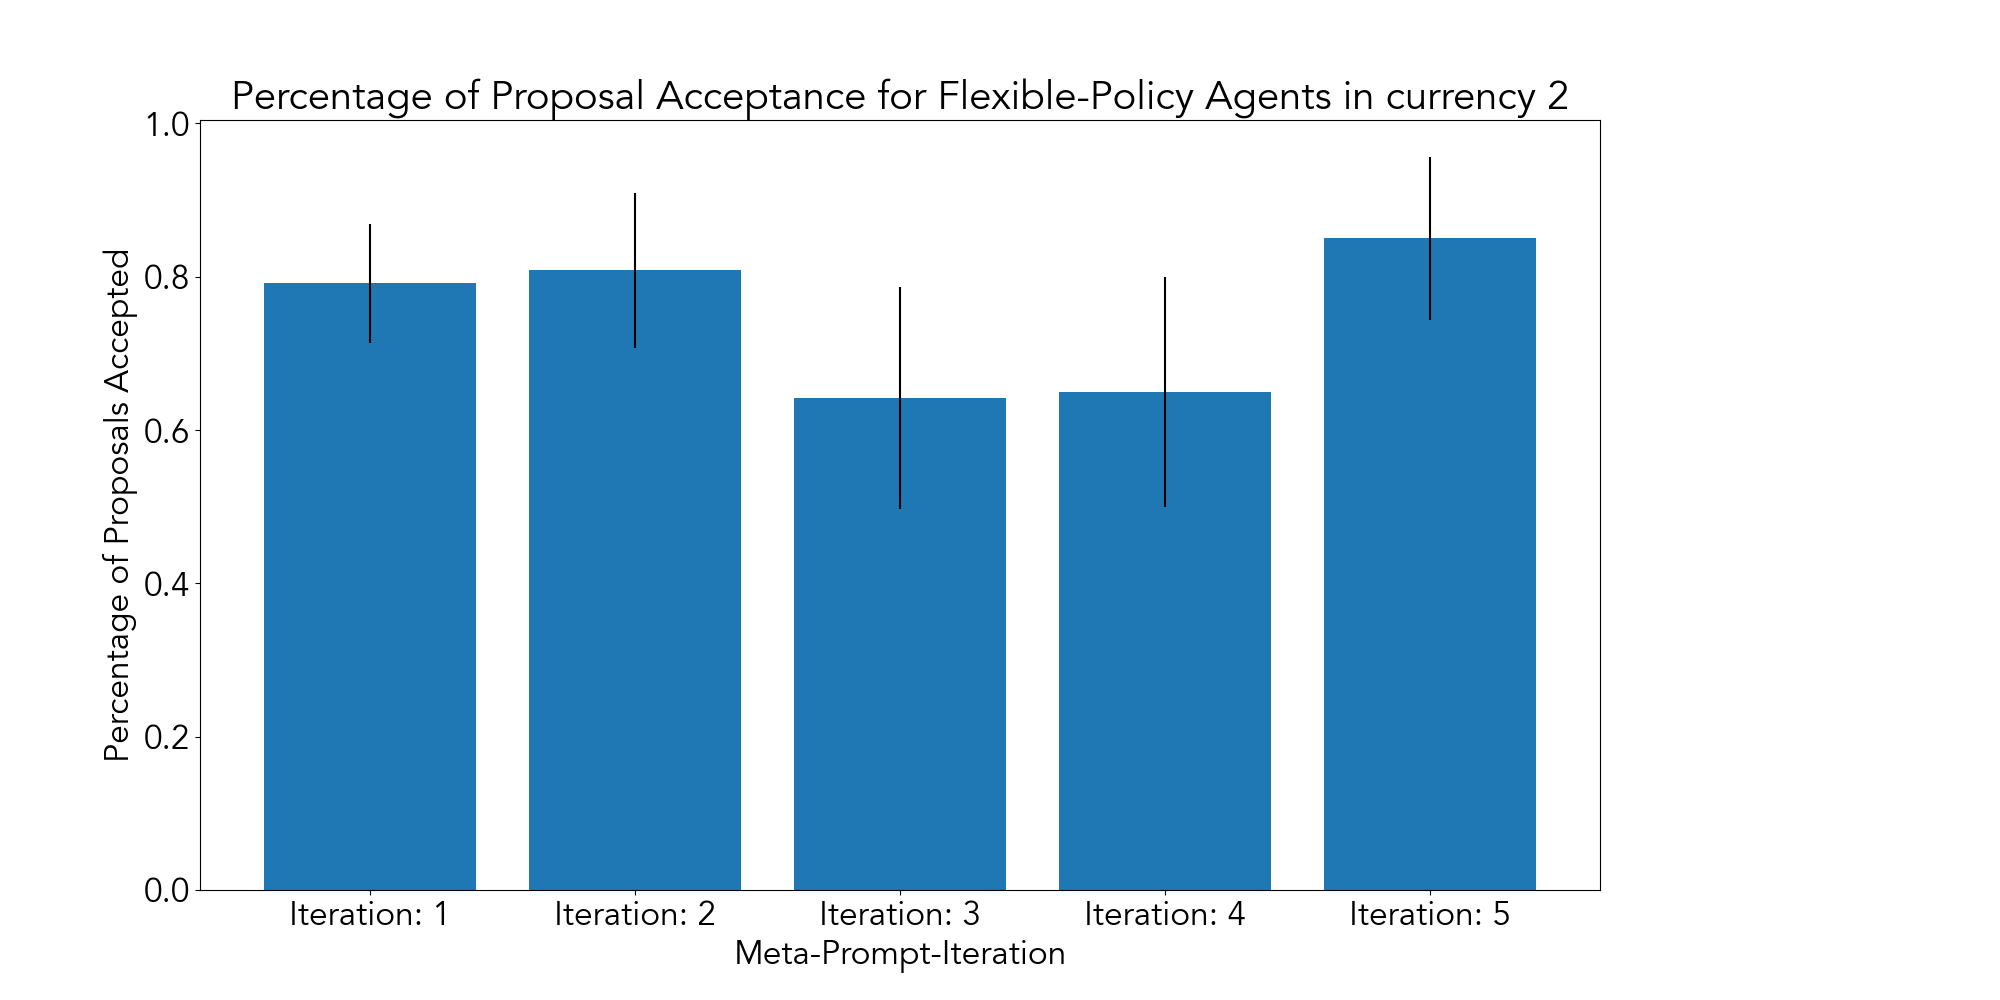 Percentage of Proposal Acceptance for Flexible-Policy Agents in currency 2
Percentage of Proposals Accepted
1.0
0.8
0.6
0.4
0.2
0.0
Iteration: 1 Iteration: 2 Iteration: 3 Iteration: 4 Iteration: 5
Meta-Prompt-Iteration